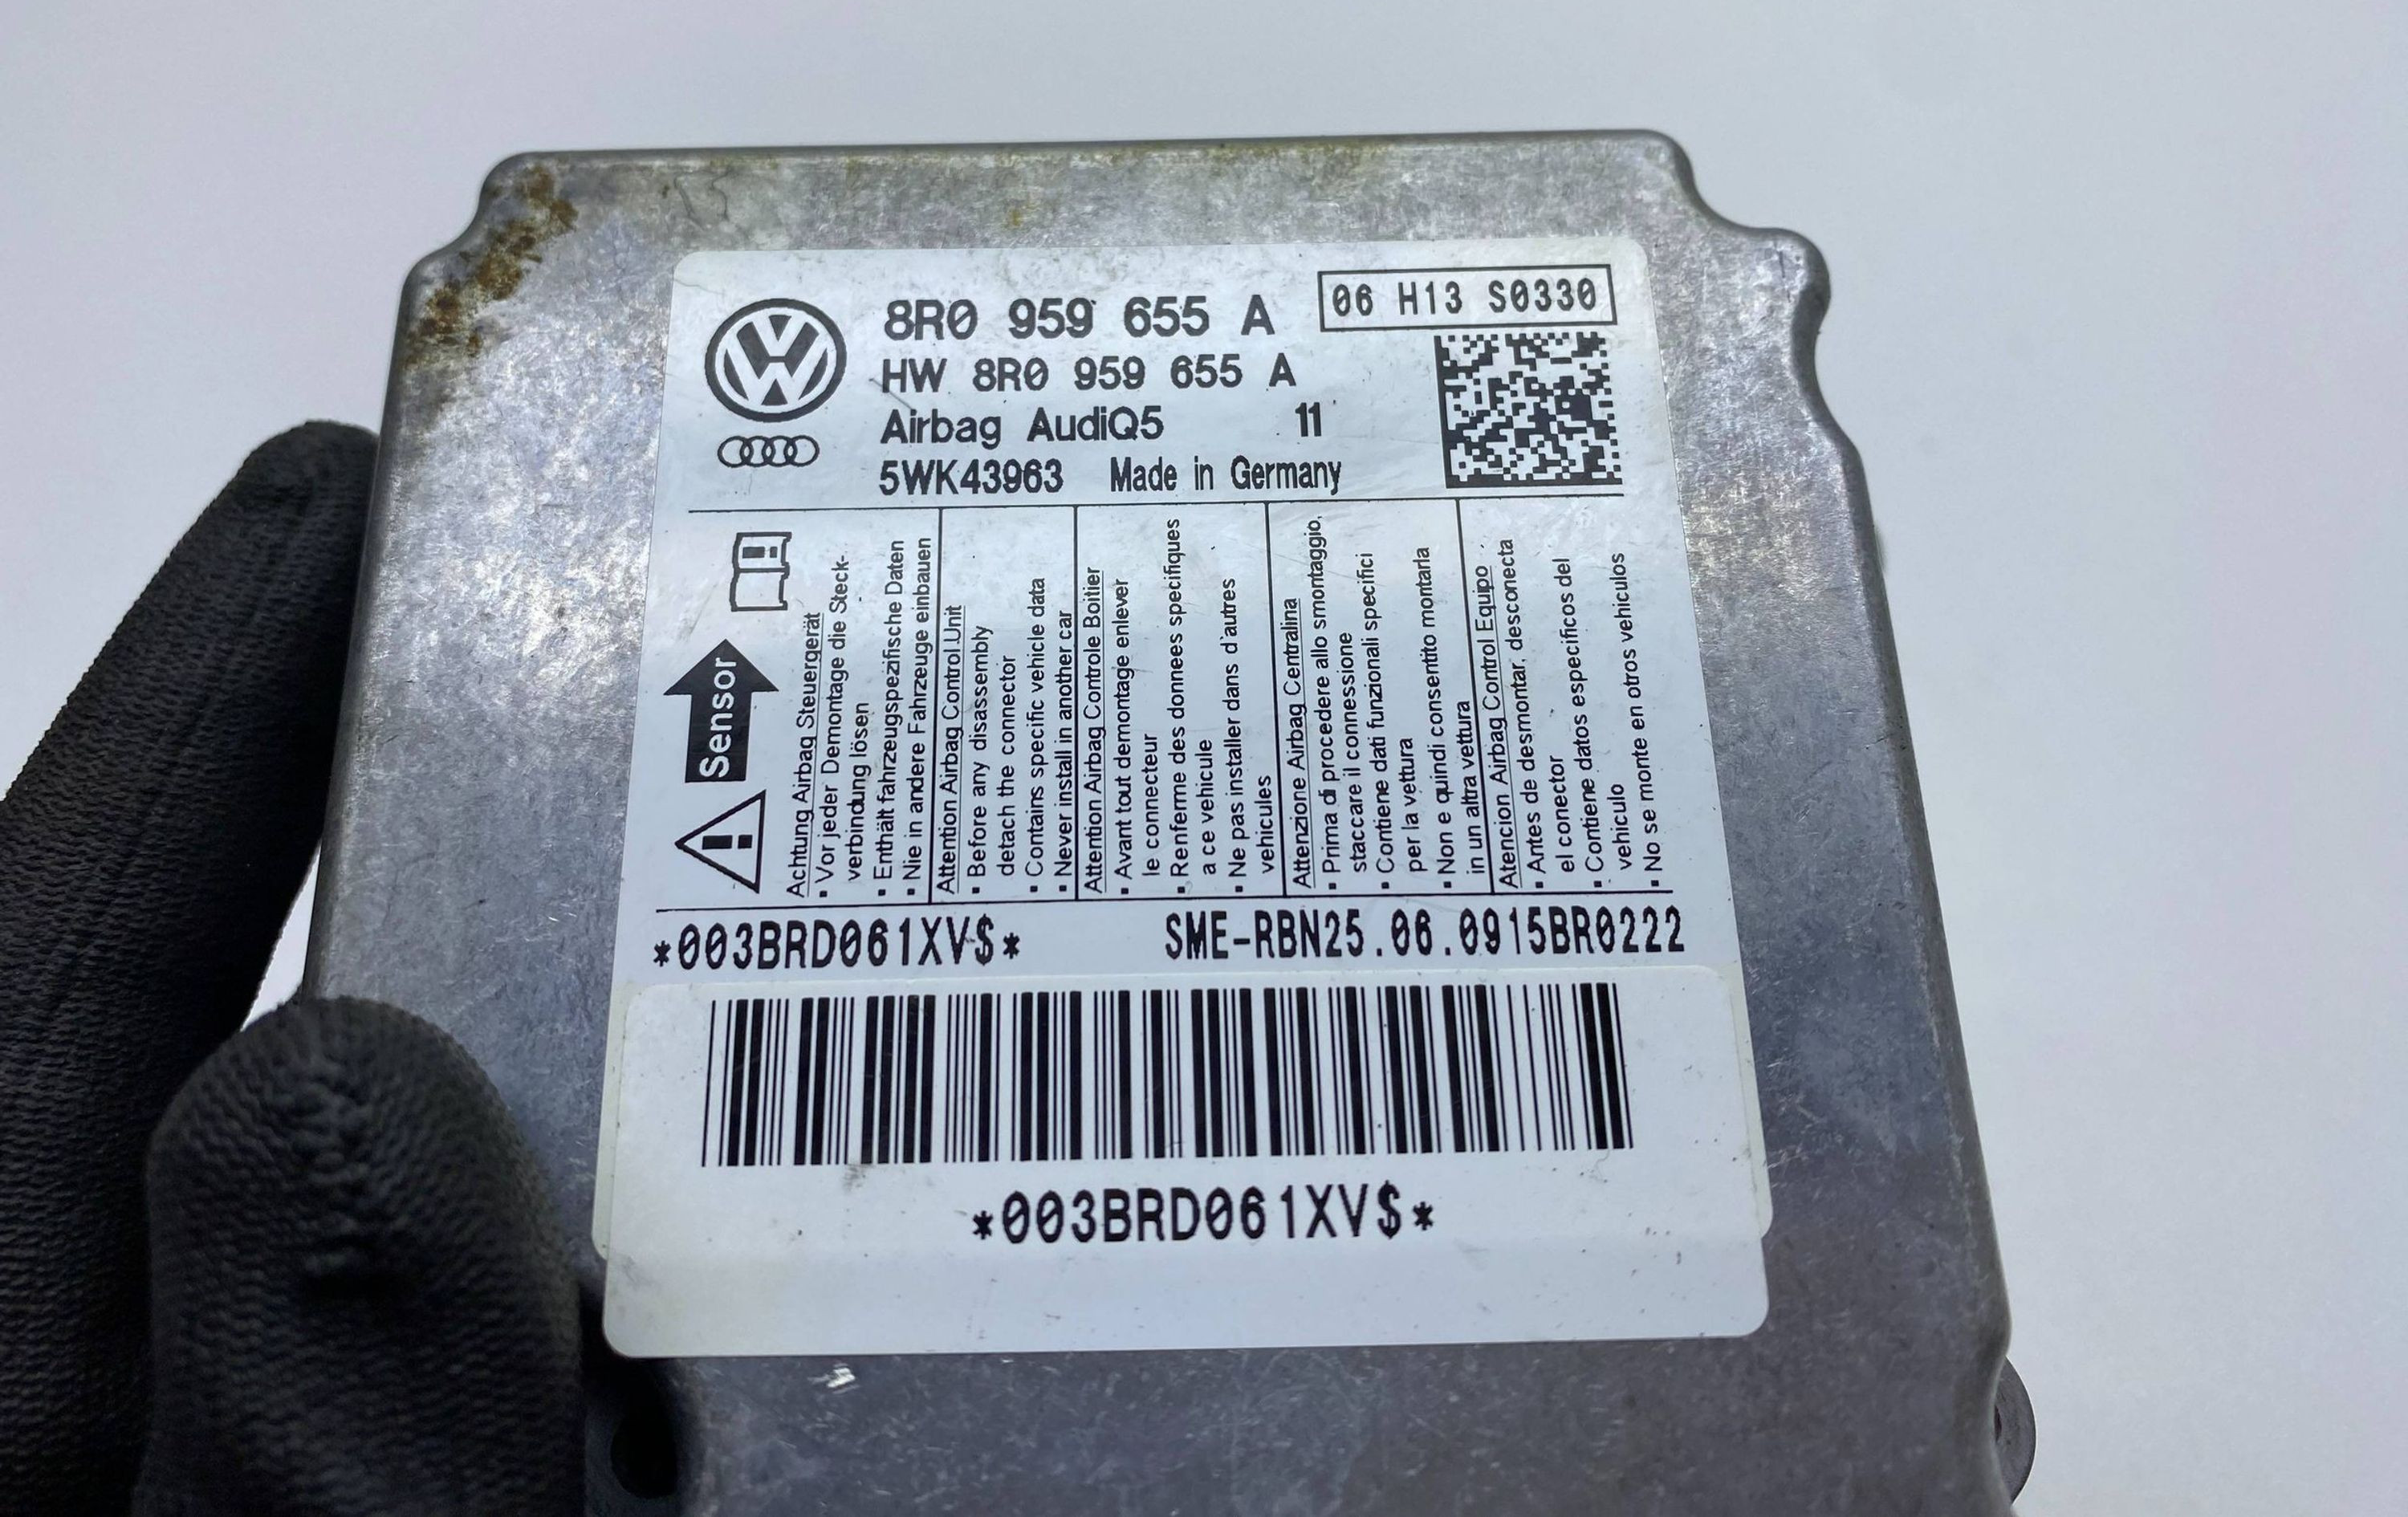 8R0 959 655 A
06 H13 S0330
HW 8R0 959 655 A
Airbag AudiQ5 11
5WK43963 Made in Germany
Sensor
Achtung Airbag Steuergerät
▪ Vor jeder Demontage die Steck-
verbindung lösen
▪ Enthält fahrzeugspezifische Daten
▪ Nie in andere Fahrzeuge einbauen
Attention Airbag Control Unit
▪ Before any disassembly
detach the connector
▪ Contains specific vehicle data
▪ Never install in another car
Attention Airbag Controle Boitier
▪ Avant tout demontage enlever
le connecteur
▪ Renferme des donnees specifiques
a ce vehicule
▪ Ne pas installer dans d'autres
vehicules
Attenzione Airbag Centralina
▪ Prima di procedere allo smontaggio,
staccare il connessione
▪ Contiene dati funzionali specifici
per la vettura
▪ Non e quindi consentito montarla
in un altra vettura
Atencion Airbag Control Equipo
▪ Antes de desmontar, desconecta
el conector
▪ Contiene datos especificos del
vehiculo
▪ No se monte en otros vehiculos
*003BRD061XV$*
SME-RBN25.06.0915BR0222
*003BRD061XV$*